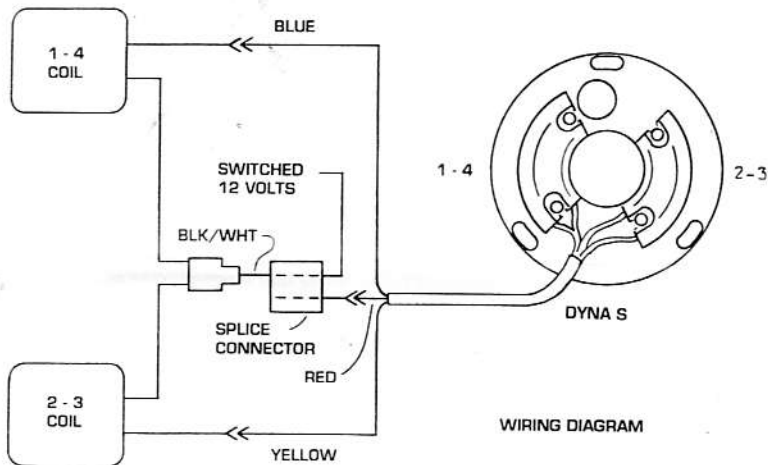 BLUE
1 - 4
COIL
SWITCHED
12 VOLTS
1 - 4
2-3
BLK/WHT
DYNA S
SPLICE
CONNECTOR
RED
2 - 3
COIL
WIRING DIAGRAM
YELLOW